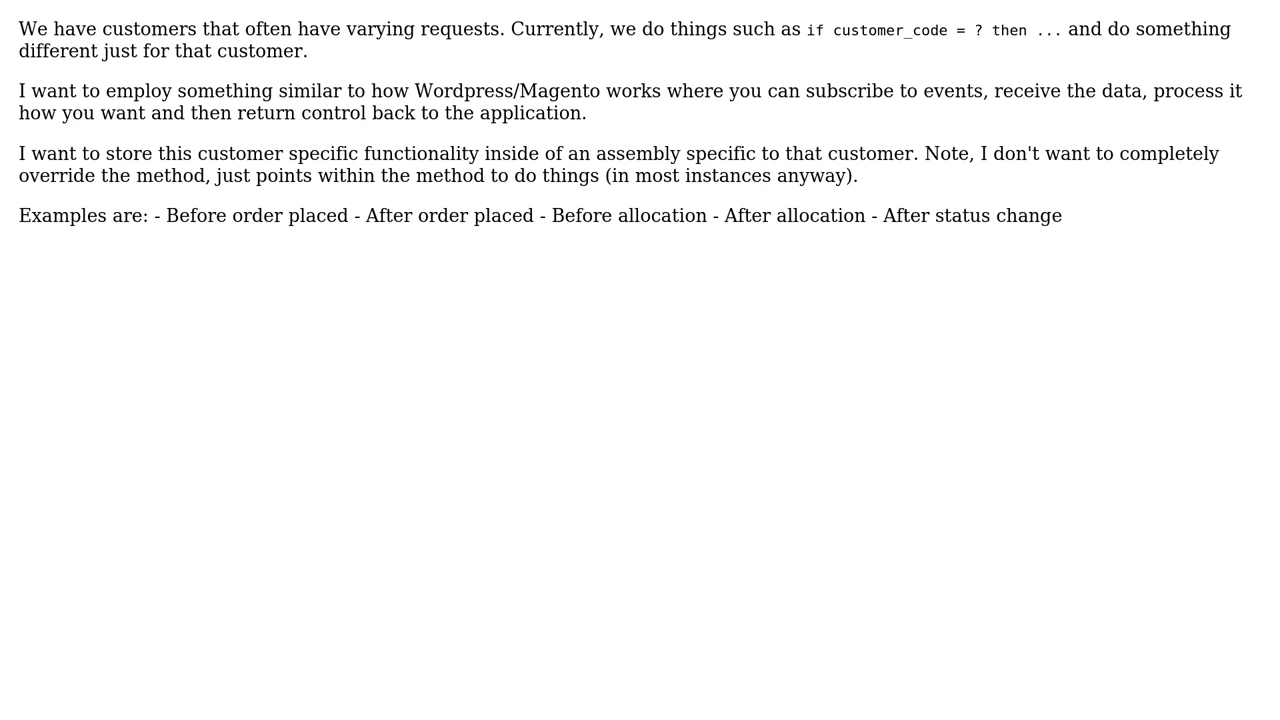 We have customers that often have varying requests. Currently, we do things such as if customer_code = ? then ... and do something
different just for that customer.
I want to employ something similar to how Wordpress/Magento works where you can subscribe to events, receive the data, process it
how you want and then return control back to the application.
I want to store this customer specific functionality inside of an assembly specific to that customer. Note, I don't want to completely
override the method, just points within the method to do things (in most instances anyway).
Examples are: - Before order placed - After order placed - Before allocation - After allocation - After status change